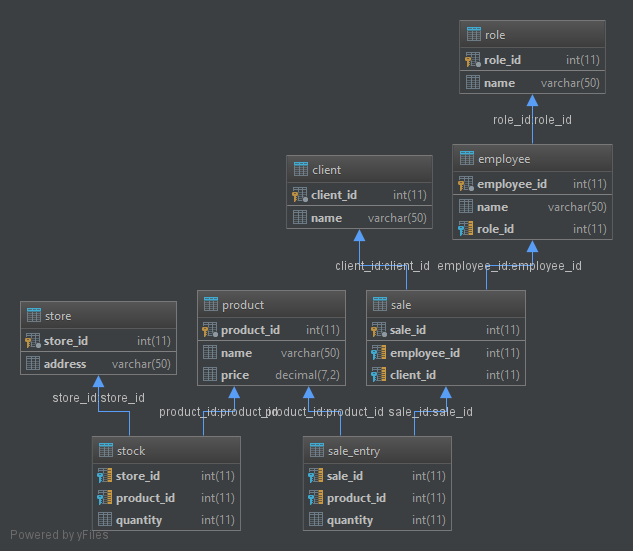 role
role_id int(11)
name varchar(50)
role_id:role_id
employee
employee_id int(11)
name varchar(50)
role_id int(11)
client
client_id int(11)
name varchar(50)
client_id:client_id
employee_id:employee_id
store
store_id int(11)
address varchar(50)
product
product_id int(11)
name varchar(50)
price decimal(7,2)
sale
sale_id int(11)
employee_id int(11)
client_id int(11)
store_id:store_id
product_id:product_id
product_id:product_id
sale_id:sale_id
stock
store_id int(11)
product_id int(11)
quantity int(11)
sale_entry
sale_id int(11)
product_id int(11)
quantity int(11)
Powered by yFiles